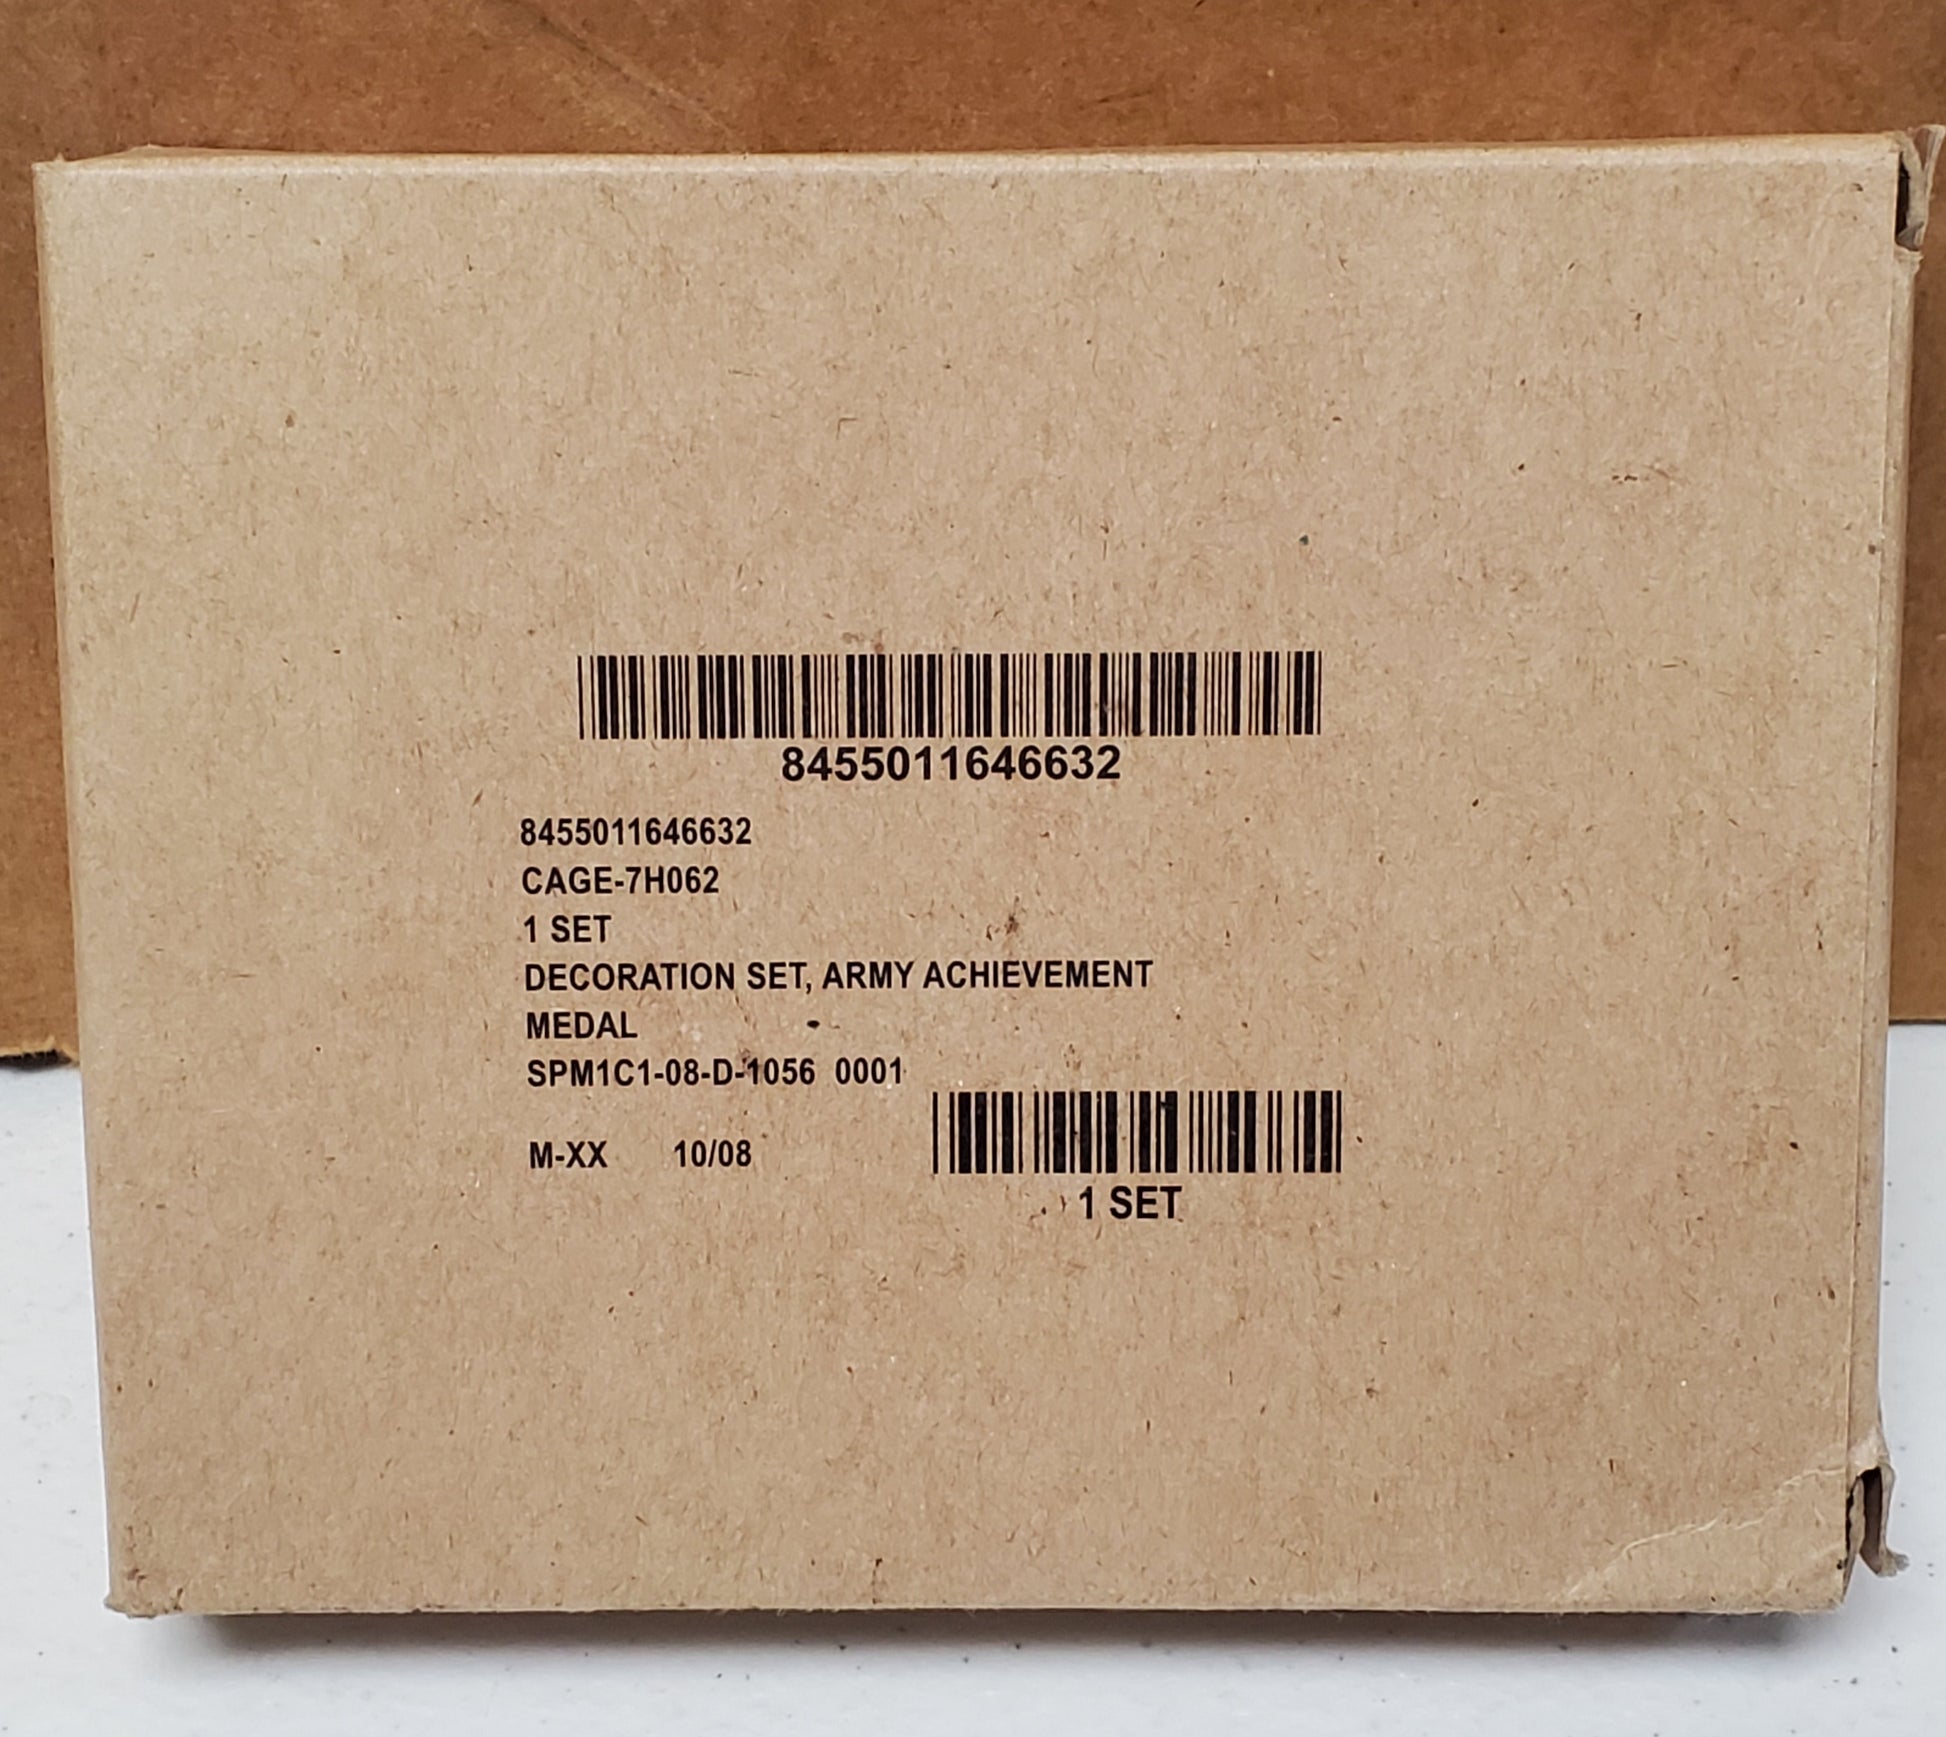 8455011646632
8455011646632
CAGE-7H062
1 SET
DECORATION SET, ARMY ACHIEVEMENT
MEDAL
SPM1C1-08-D-1056 0001
M-XX 10/08
1 SET